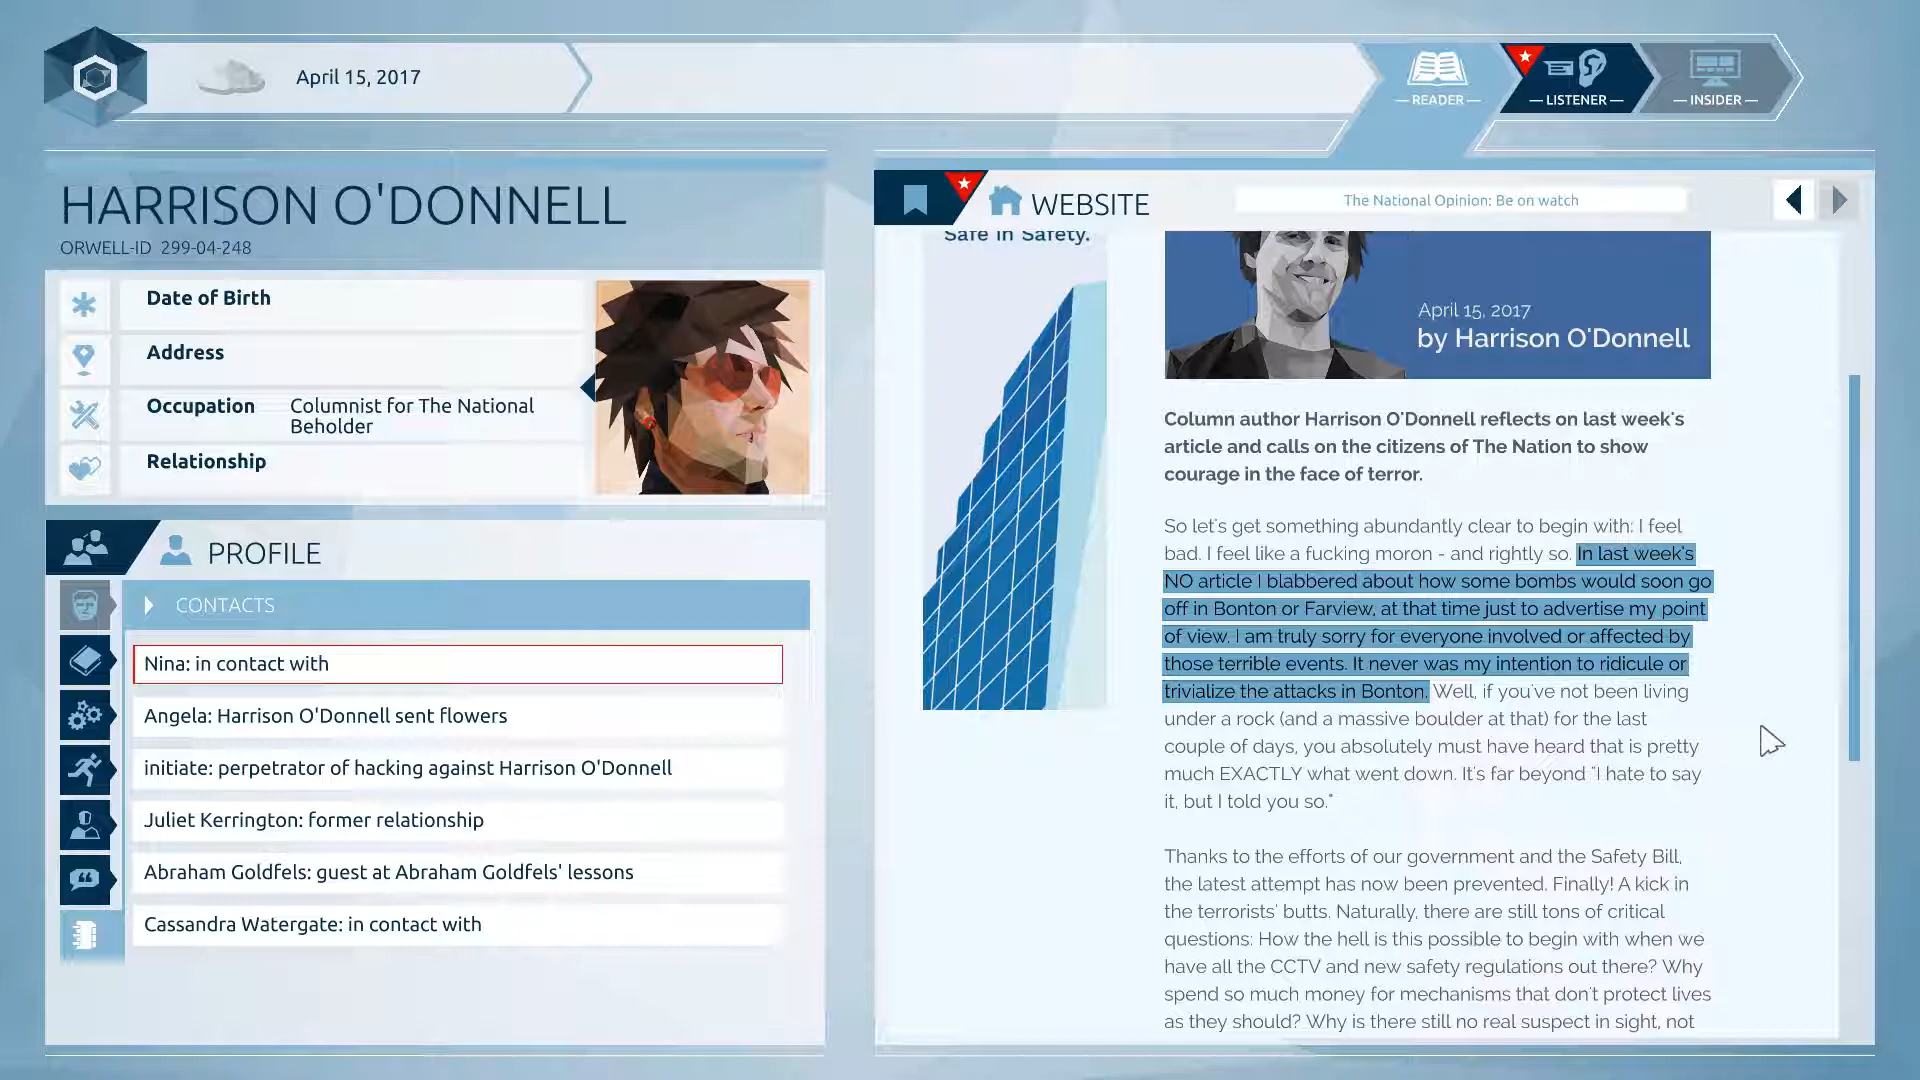 April 15, 2017
— READER —
— LISTENER —
— INSIDER —
HARRISON O'DONNELL
ORWELL-ID 299-04-248
Date of Birth
Address
Occupation Columnist for The National
Beholder
Relationship
PROFILE
CONTACTS
Nina: in contact with
Angela: Harrison O'Donnell sent flowers
initiate: perpetrator of hacking against Harrison O'Donnell
Juliet Kerrington: former relationship
Abraham Goldfels: guest at Abraham Goldfels' lessons
Cassandra Watergate: in contact with
WEBSITE
The National Opinion: Be on watch
Safe in Safety.
April 15, 2017
by Harrison O'Donnell
Column author Harrison O'Donnell reflects on last week's
article and calls on the citizens of The Nation to show
courage in the face of terror.
So let's get something abundantly clear to begin with: I feel
bad. I feel like a fucking moron - and rightly so. In last week's
NO article I blabbered about how some bombs would soon go
off in Bonton or Farview, at that time just to advertise my point
of view. I am truly sorry for everyone involved or affected by
those terrible events. It never was my intention to ridicule or
trivialize the attacks in Bonton. Well, if you've not been living
under a rock (and a massive boulder at that) for the last
couple of days, you absolutely must have heard that is pretty
much EXACTLY what went down. It's far beyond "I hate to say
it, but I told you so."
Thanks to the efforts of our government and the Safety Bill,
the latest attempt has now been prevented. Finally! A kick in
the terrorists' butts. Naturally, there are still tons of critical
questions: How the hell is this possible to begin with when we
have all the CCTV and new safety regulations out there? Why
spend so much money for mechanisms that don't protect lives
as they should? Why is there still no real suspect in sight, not